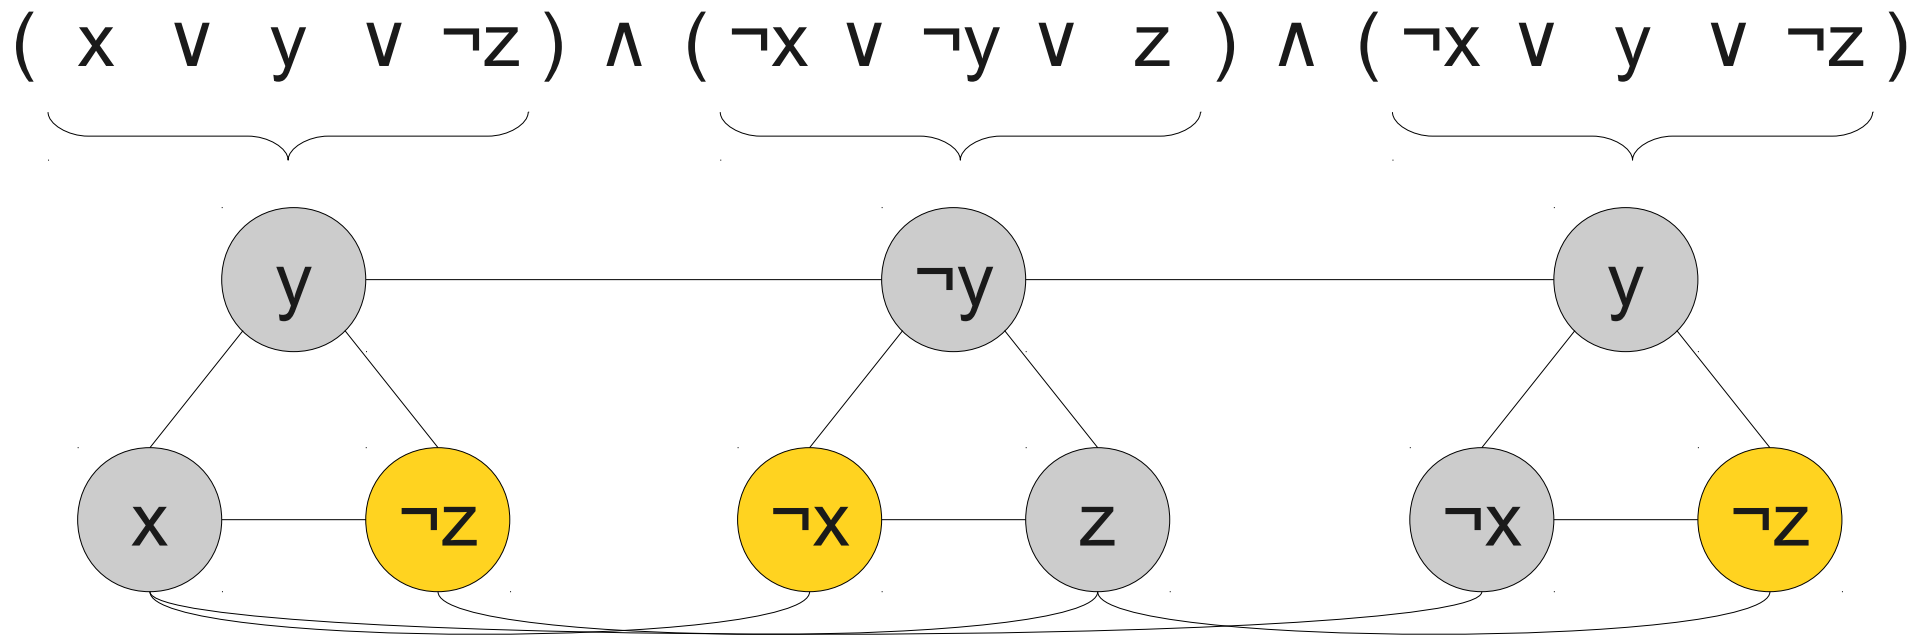 ( x ∨ y ∨ ¬z ) ∧ ( ¬x ∨ ¬y ∨ z ) ∧ ( ¬x ∨ y ∨ ¬z )
y ¬y y
x ¬z ¬x z ¬x ¬z